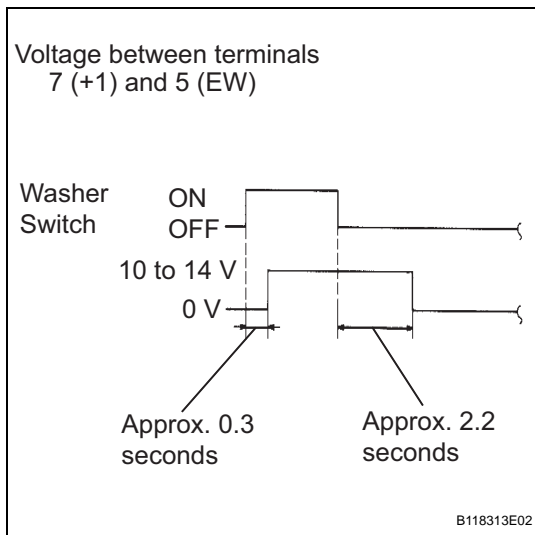 Voltage between terminals
7 (+1) and 5 (EW)
Washer
Switch
ON
OFF
10 to 14 V
0 V
Approx. 0.3
seconds
Approx. 2.2
seconds
B118313E02